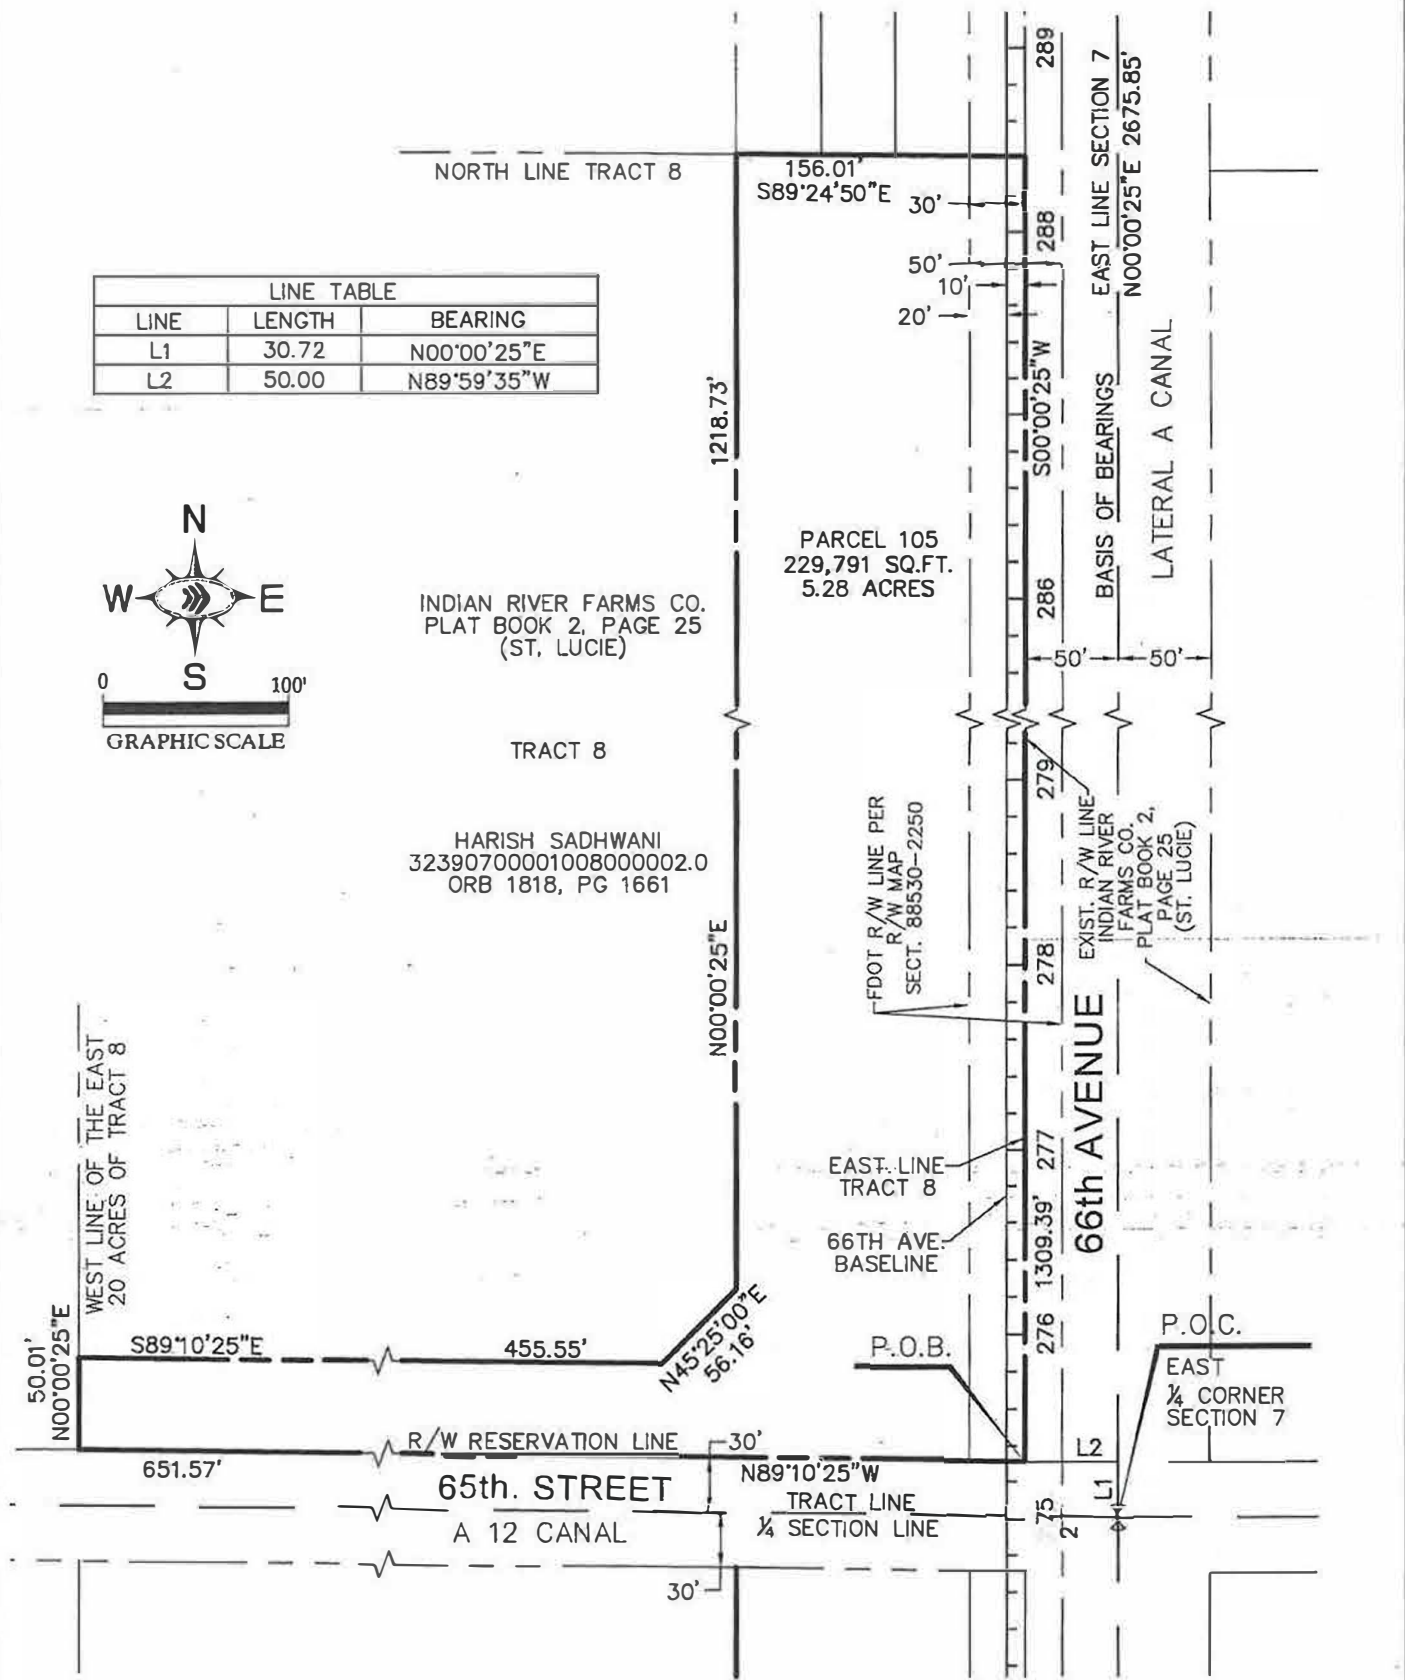 289
EAST LINE SECTION 7
N00°00'25"E 2675.85'
NORTH LINE TRACT 8
156.01'
S89°24'50"E
30'
288
50'
10'
20'
LINE TABLE
LINE LENGTH BEARING
L1 30.72 N00°00'25"E
L2 50.00 N89°59'35"W
1218.73'
S00°00'25"W
BASIS OF BEARINGS
LATERAL A CANAL
N
W E
S
0 100'
GRAPHIC SCALE
PARCEL 105
229,791 SQ.FT.
5.28 ACRES
286
INDIAN RIVER FARMS CO.
PLAT BOOK 2, PAGE 25
(ST. LUCIE)
50' 50'
TRACT 8
279
HARISH SADHWANI
32390700001008000002.0
ORB 1818, PG 1661
FDOT R/W LINE PER
R/W MAP
SECT. 88530-2250
EXIST. R/W LINE
INDIAN RIVER
FARMS CO.
PLAT BOOK 2,
PAGE 25
(ST. LUCIE)
278
N00°00'25"E
66th AVENUE
WEST LINE OF THE EAST
20 ACRES OF TRACT 8
277
EAST LINE
TRACT 8
1309.39'
66TH AVE.
BASELINE
276
50.01'
N00°00'25"E
S89°10'25"E
455.55'
N45°25'00"E
56.16'
P.O.B.
P.O.C.
EAST
¼ CORNER
SECTION 7
R/W RESERVATION LINE
30'
651.57'
N89°10'25"W
L2
L1
65th. STREET
TRACT LINE
¼ SECTION LINE
A 12 CANAL
75
2
30'